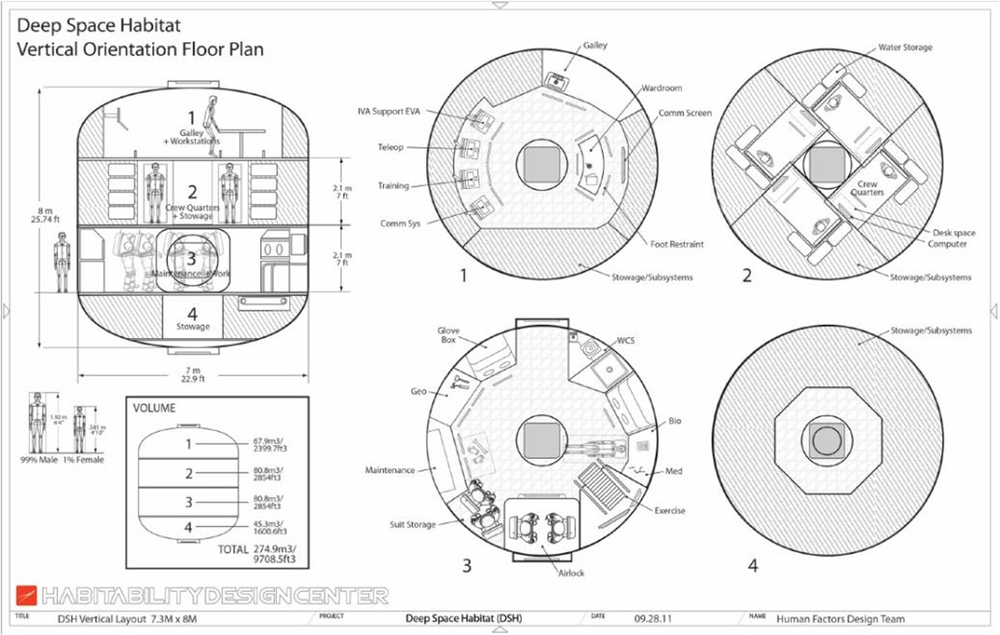 Deep Space Habitat
Vertical Orientation Floor Plan
1
Galley
+ Workstations
2
Crew Quarters
+ Stowage
3
Maintenance + Work
4
Stowage
8 m
25.74 ft
2.1 m
7 ft
2.1 m
7 ft
7 m
22.9 ft
1.92 m
6'4"
4'10"
99% Male
1% Female
VOLUME
1
67.9m3/
2399.7ft3
2
80.8m3/
2854ft3
3
80.8m3/
2854ft3
4
45.3m3/
1600.6ft3
TOTAL 274.9m3/
9708.5ft3
Galley
Wardroom
Comm Screen
IVA Support EVA
Teleop
Training
Comm Sys
Foot Restraint
Stowage/Subsystems
1
Water Storage
Crew
Quarters
Desk space
Computer
Stowage/Subsystems
2
Glove
Box
WCS
Geo
Bio
Maintenance
Med
Exercise
Suit Storage
Airlock
3
Stowage/Subsystems
4
HABITABILITYDESIGNCENTER
TITLE
DSH Vertical Layout 7.3M x 8M
PROJECT
Deep Space Habitat (DSH)
DATE
09.28.11
NAME
Human Factors Design Team